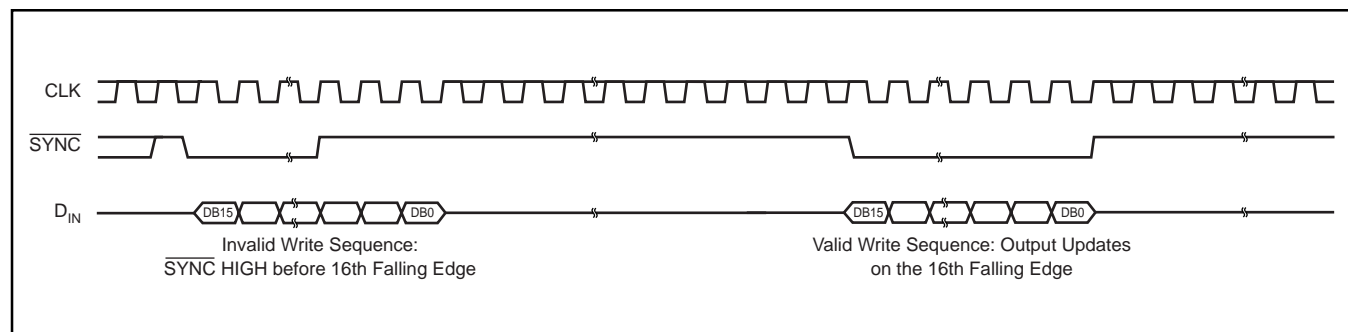 CLK
SYNC
DIN
DB15
DB0
DB15
DB0
Invalid Write Sequence:
SYNC HIGH before 16th Falling Edge
Valid Write Sequence: Output Updates
on the 16th Falling Edge